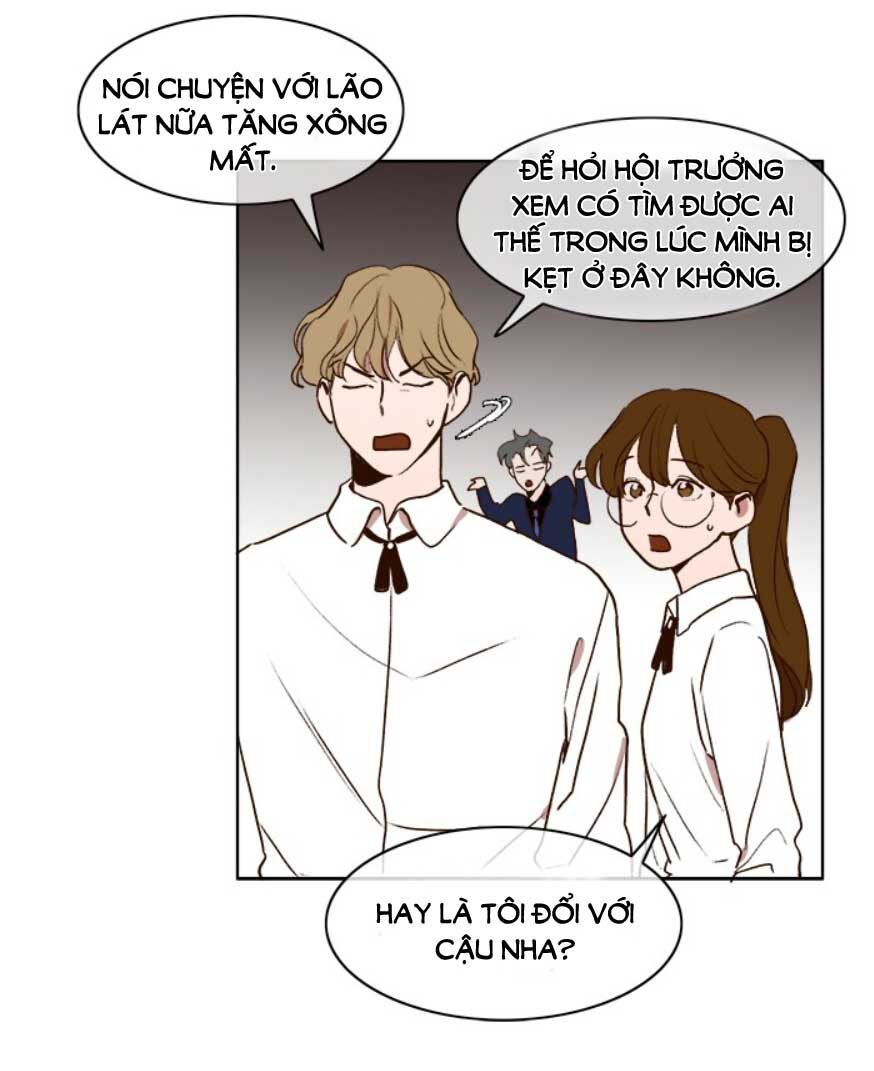 NÓI CHUYỆN VỚI LÃO
LÁT NỮA TĂNG XÔNG
MẤT.
ĐỂ HỎI HỘI TRƯỞNG
XEM CÓ TÌM ĐƯỢC AI
THẾ TRONG LÚC MÌNH BỊ
KẸT Ở ĐÂY KHÔNG.
HAY LÀ TÔI ĐỔI VỚI
CẬU NHA?